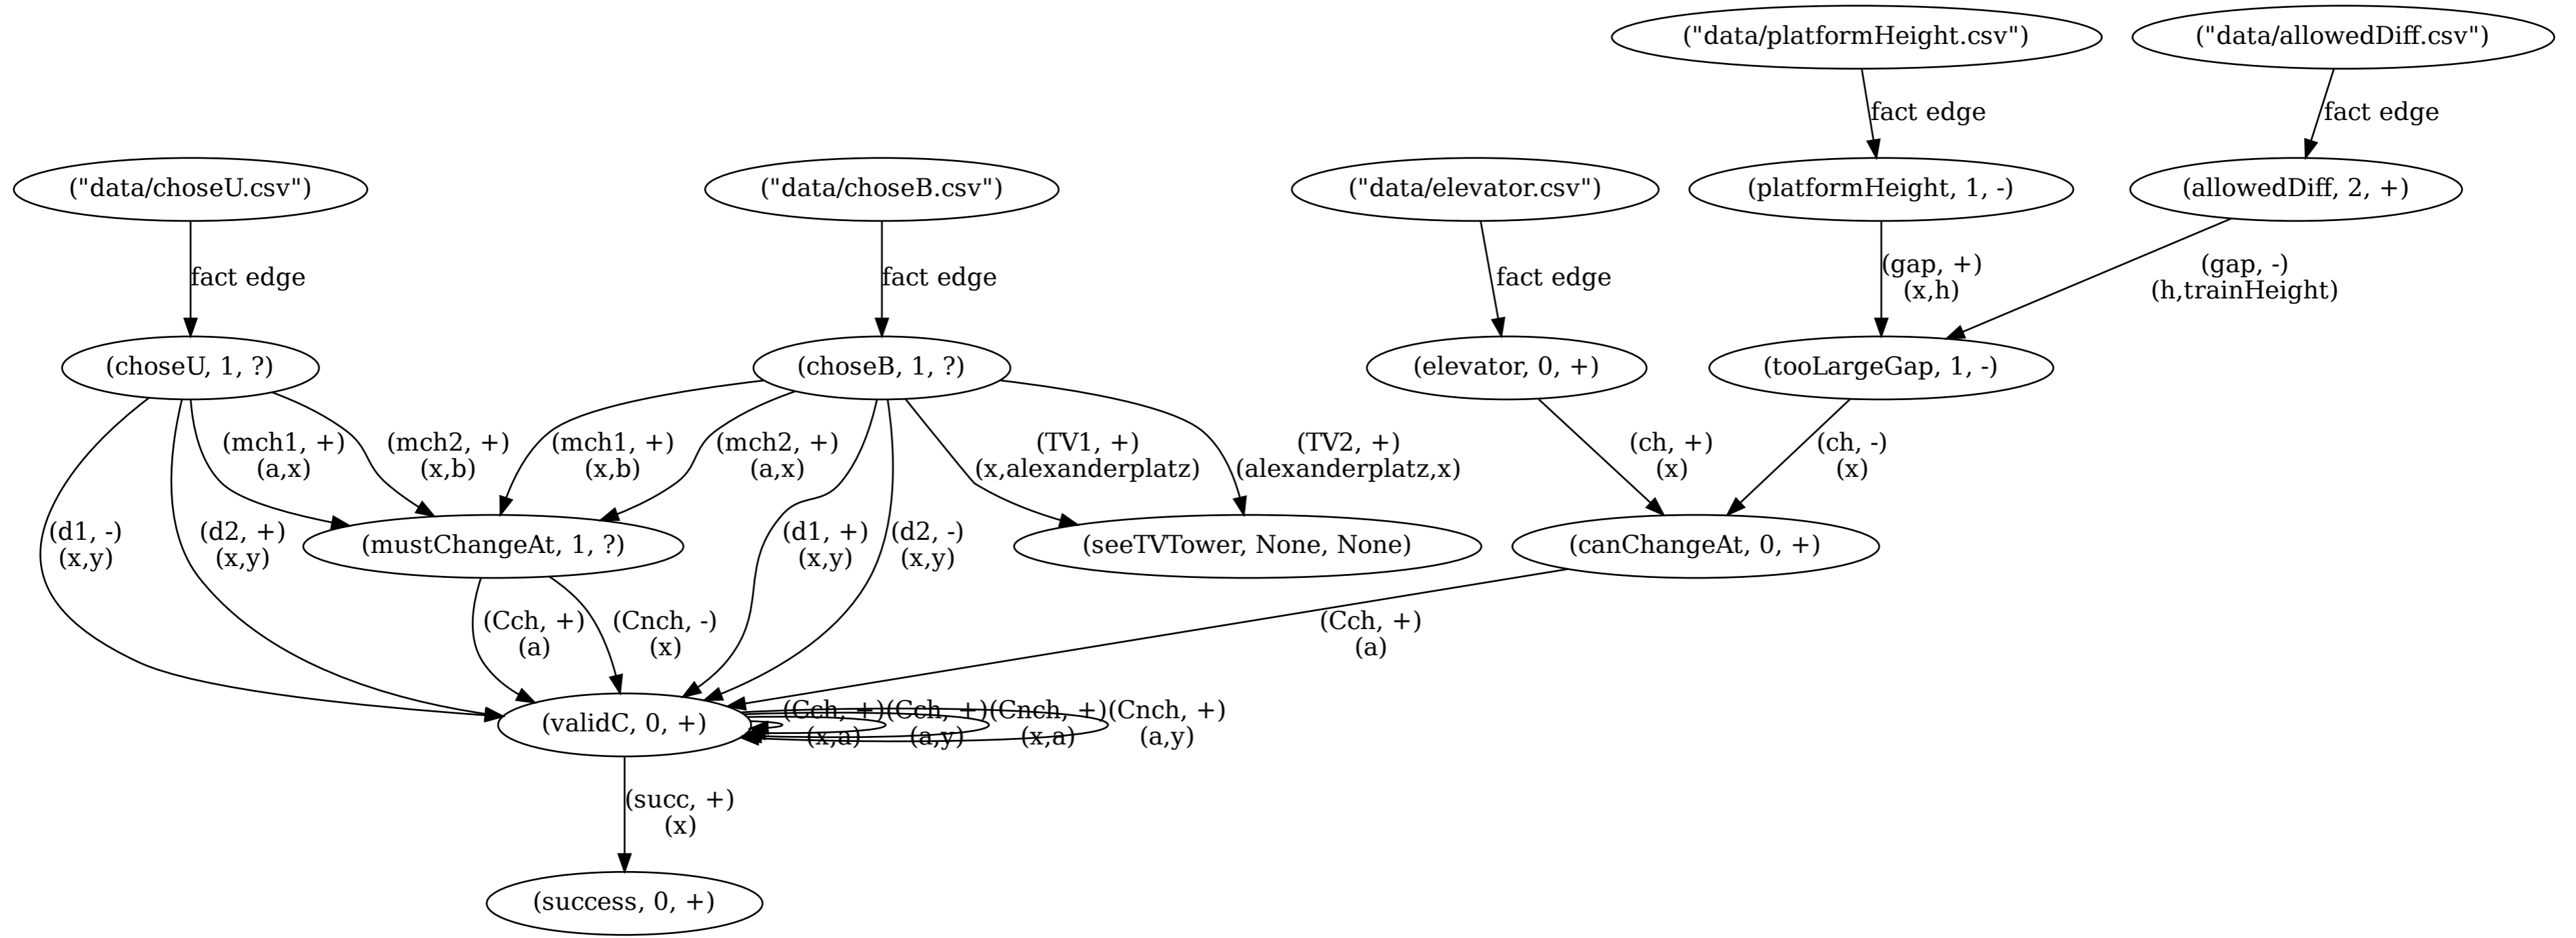 ("data/platformHeight.csv")
("data/allowedDiff.csv")
fact edge
fact edge
("data/choseU.csv")
("data/choseB.csv")
("data/elevator.csv")
(platformHeight, 1, -)
(allowedDiff, 2, +)
fact edge
fact edge
fact edge
(gap, +)
(x,h)
(gap, -)
(h,trainHeight)
(choseU, 1, ?)
(choseB, 1, ?)
(elevator, 0, +)
(tooLargeGap, 1, -)
(mch1, +)
(a,x)
(mch2, +)
(x,b)
(mch1, +)
(x,b)
(mch2, +)
(a,x)
(TV1, +)
(x,alexanderplatz)
(TV2, +)
(alexanderplatz,x)
(ch, +)
(x)
(ch, -)
(x)
(d1, -)
(x,y)
(d2, +)
(x,y)
(mustChangeAt, 1, ?)
(d1, +)
(x,y)
(d2, -)
(x,y)
(seeTVTower, None, None)
(canChangeAt, 0, +)
(Cch, +)
(a)
(Cnch, -)
(x)
(Cch, +)
(a)
(validC, 0, +)
(Cch, +)
(x,a)
(Cch, +)
(a,y)
(Cnch, +)
(x,a)
(Cnch, +)
(a,y)
(succ, +)
(x)
(success, 0, +)